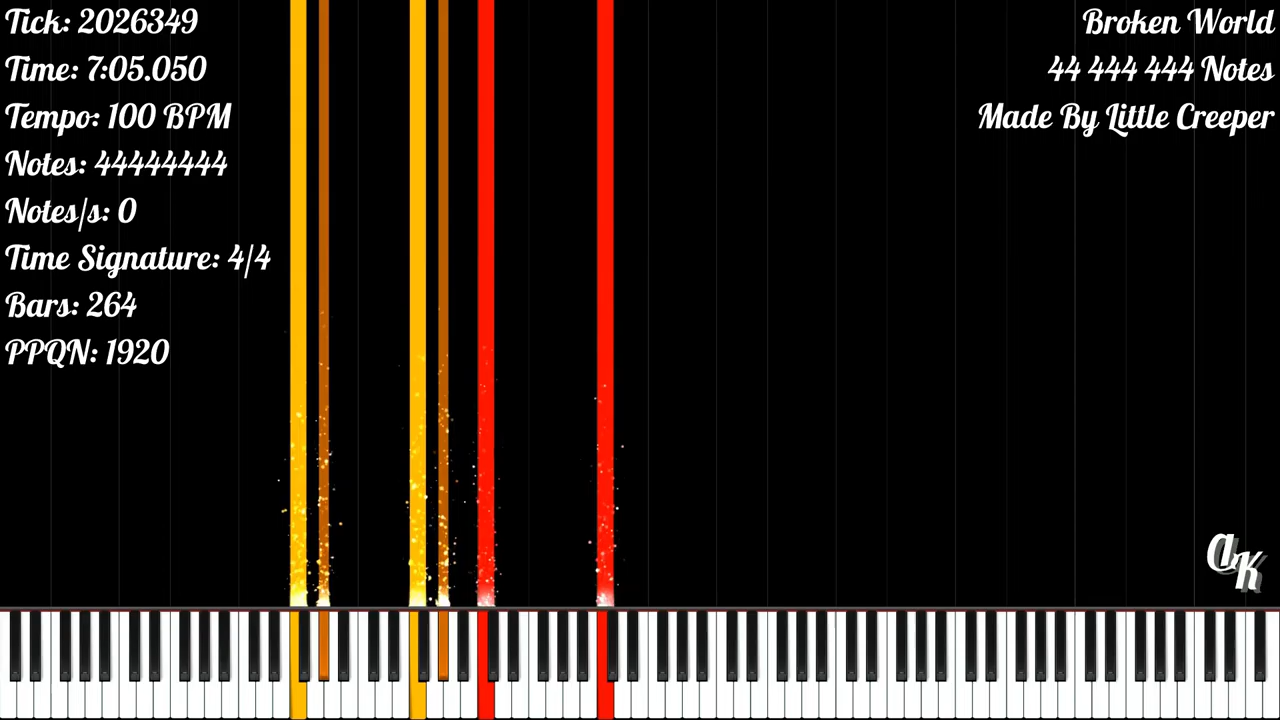 Tick: 2026349
Time: 7:05.050
Tempo: 100 BPM
Notes: 44444444
Notes/s: 0
Time Signature: 4/4
Bars: 264
PPQN: 1920
Broken World
44 444 444 Notes
Made By Little Creeper
aK